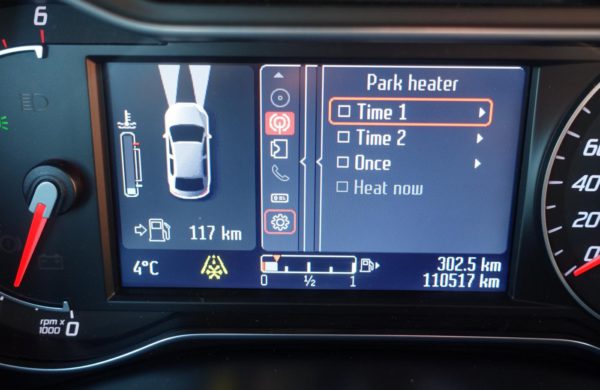 6
Park heater
Time 1
Time 2
Once
Heat now
117 km
4°C
0 ½ 1
302.5 km
110517 km
rpm x
1000
0
60
40
20
0